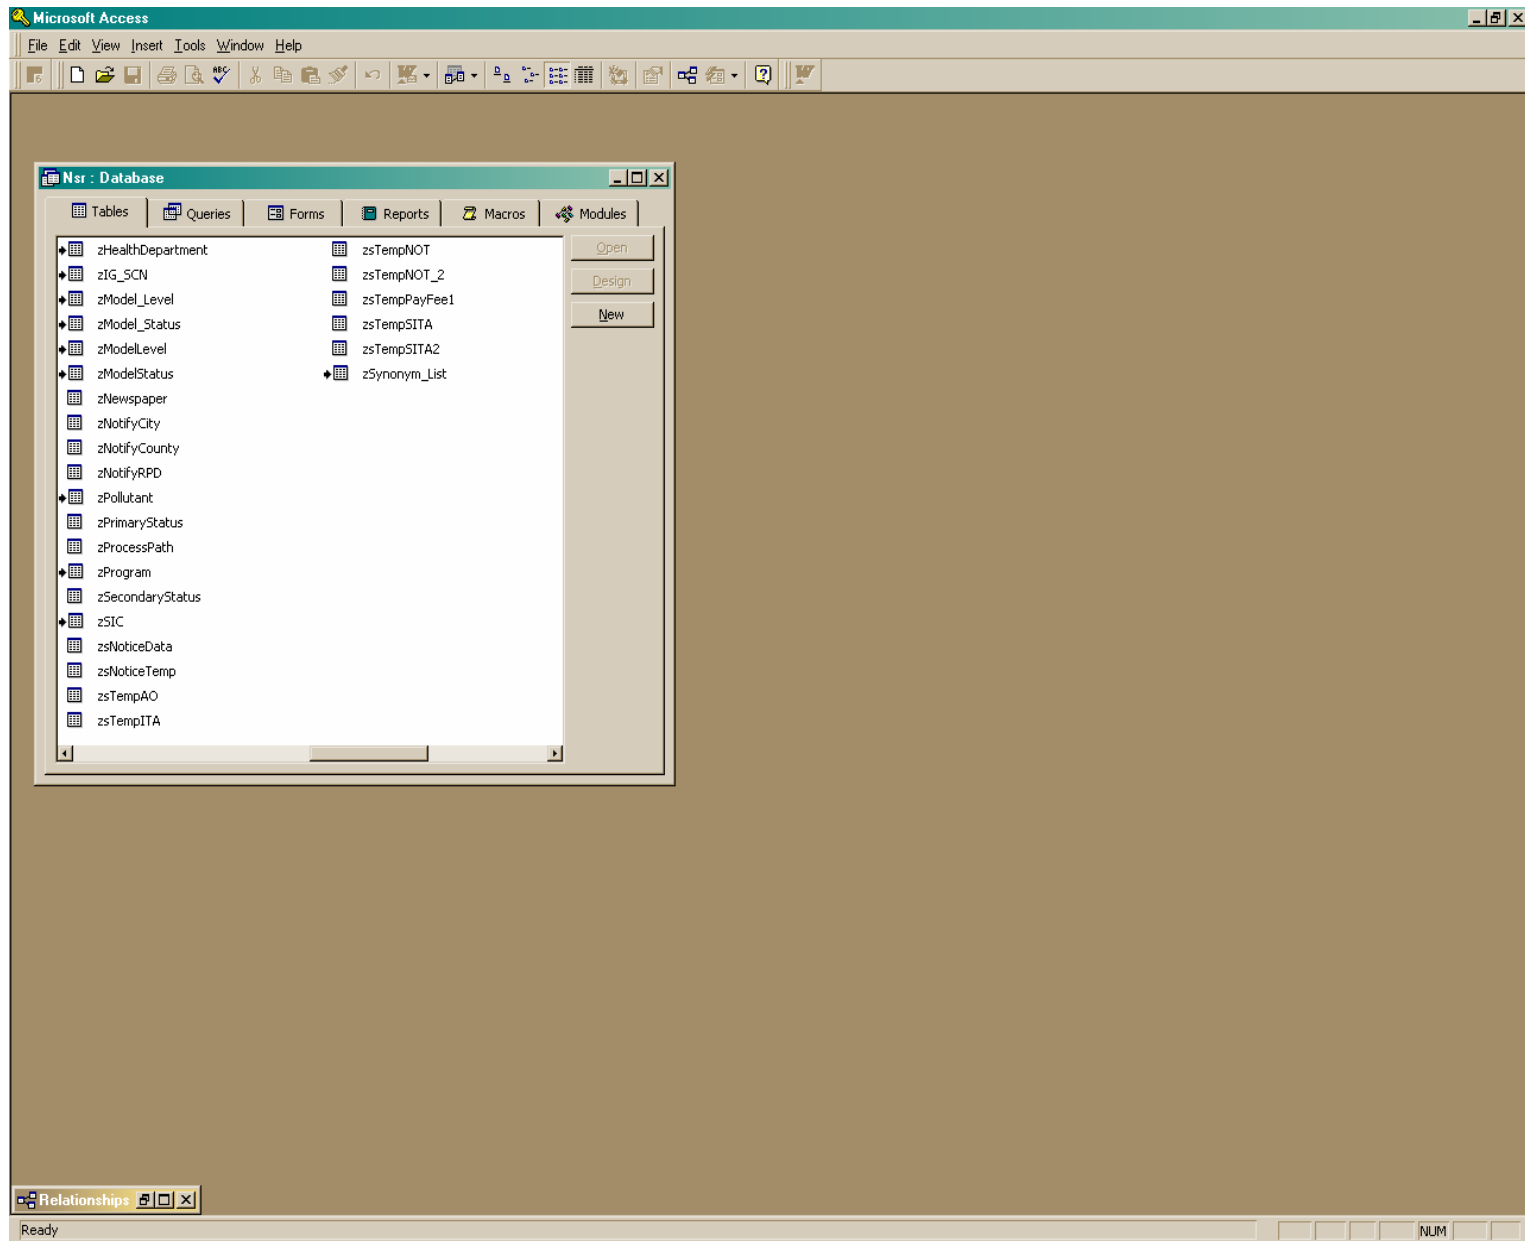 Microsoft Access
File Edit View Insert Tools Window Help
Nsr : Database
Tables Queries Forms Reports Macros Modules
zHealthDepartment
zIG_SCN
zModel_Level
zModel_Status
zModelLevel
zModelStatus
zNewspaper
zNotifyCity
zNotifyCounty
zNotifyRPD
zPollutant
zPrimaryStatus
zProcessPath
zProgram
zSecondaryStatus
zSIC
zsNoticeData
zsNoticeTemp
zsTempAO
zsTempITA
zsTempNOT
zsTempNOT_2
zsTempPayFee1
zsTempSITA
zsTempSITA2
zSynonym_List
Open
Design
New
Relationships
Ready
NUM